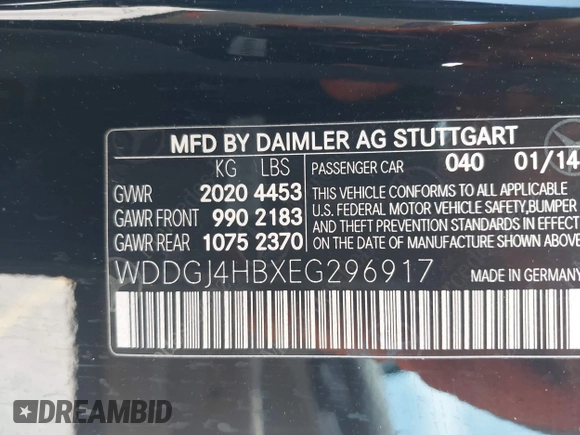 MFD BY DAIMLER AG STUTTGART
KG LBS PASSENGER CAR 040 01/14
GVWR 2020 4453 THIS VEHICLE CONFORMS TO ALL APPLICABLE
U.S. FEDERAL MOTOR VEHICLE SAFETY, BUMPER
GAWR FRONT 990 2183 AND THEFT PREVENTION STANDARDS IN EFFECT
GAWR REAR 1075 2370 ON THE DATE OF MANUFACTURE SHOWN ABOVE.
WDDGJ4HBXEG296917 MADE IN GERMANY
DREAMBID